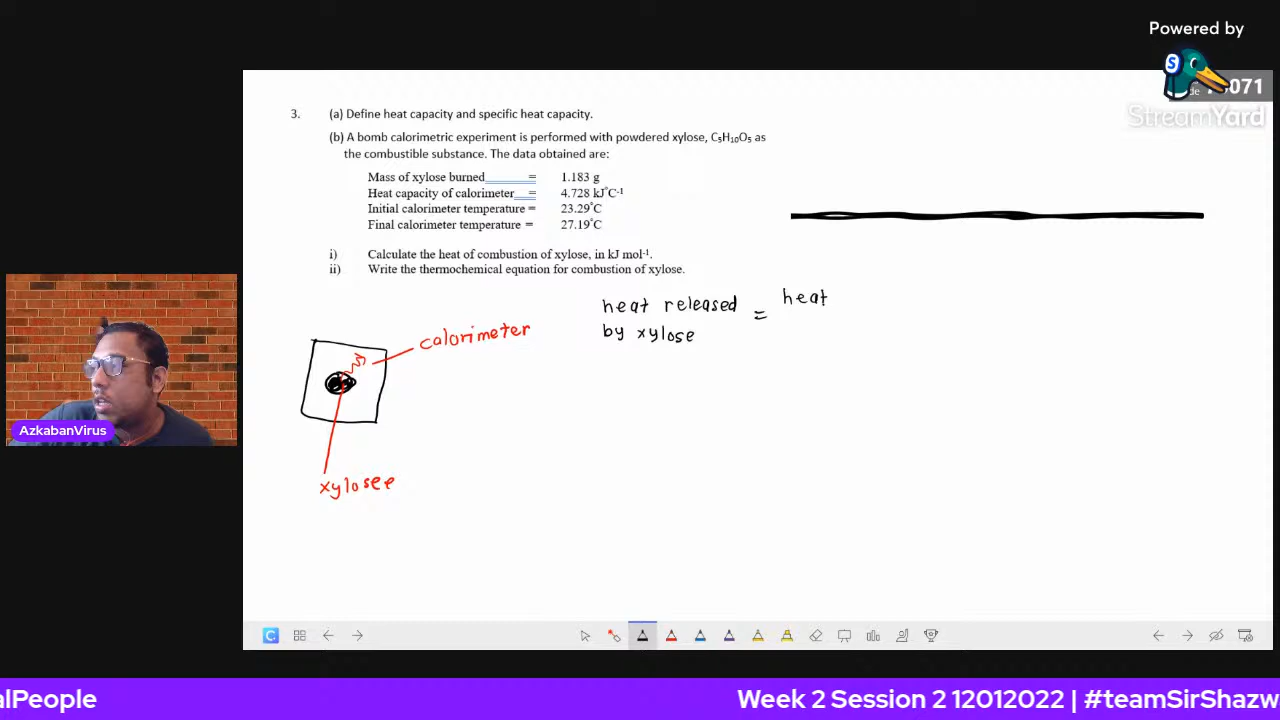 Powered by
S
071
StreamYard
3. (a) Define heat capacity and specific heat capacity.
(b) A bomb calorimetric experiment is performed with powdered xylose, C₅H₁₀O₅ as
the combustible substance. The data obtained are:
Mass of xylose burned = 1.183 g
Heat capacity of calorimeter = 4.728 kJ°C⁻¹
Initial calorimeter temperature = 23.29°C
Final calorimeter temperature = 27.19°C
i) Calculate the heat of combustion of xylose, in kJ mol⁻¹.
ii) Write the thermochemical equation for combustion of xylose.
heat released = heat
by xylose
calorimeter
xylosee
AzkabanVirus
C
alPeople
Week 2 Session 2 12012022 | #teamSirShazw